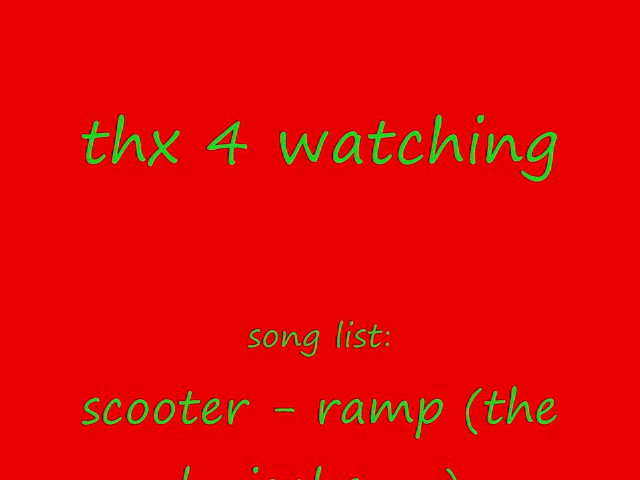 thx 4 watching
song list:
scooter - ramp (the